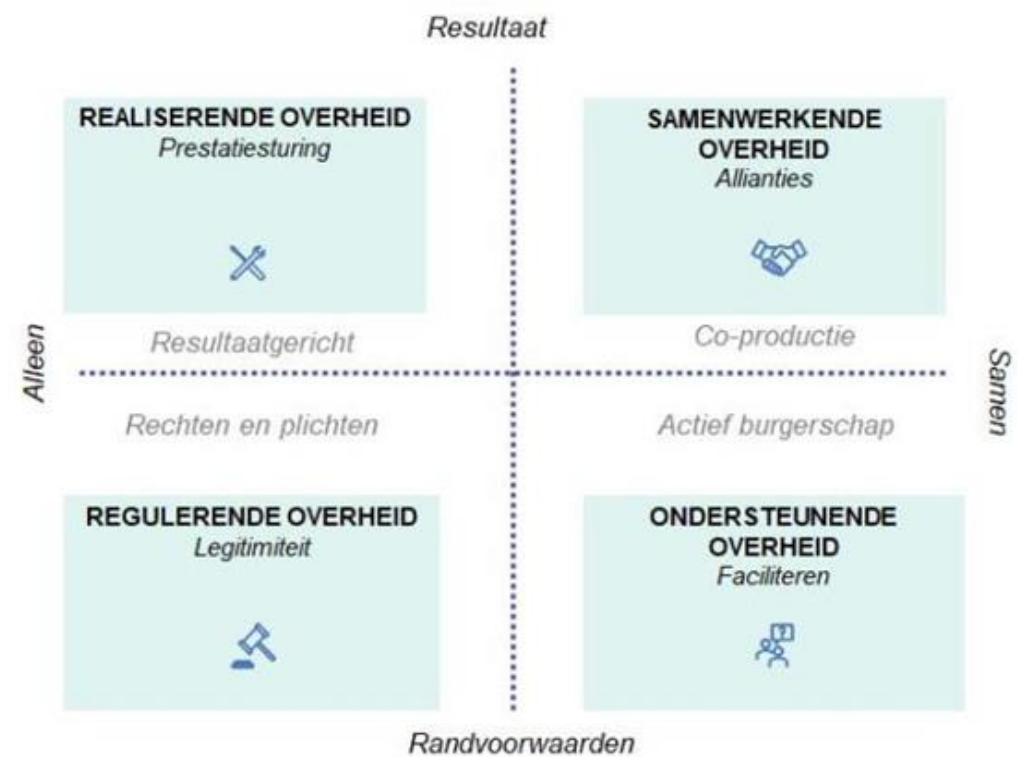 Resultaat
REALISERENDE OVERHEID
Prestatiesturing
SAMENWERKENDE
OVERHEID
Allianties
Alleen
Resultaatgericht
Co-productie
Samen
Rechten en plichten
Actief burgerschap
REGULERENDE OVERHEID
Legitimiteit
ONDERSTEUNENDE
OVERHEID
Faciliteren
?
Randvoorwaarden